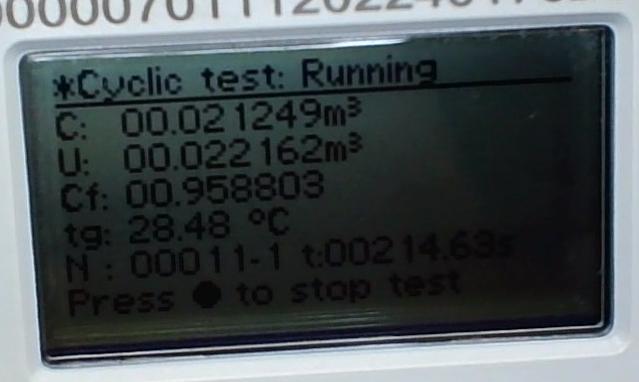 *Cyclic test: Running
C: 00.021249m³
U: 00.022162m³
Cf: 00.958803
tg: 28.48 °C
N : 00011-1 t:00214.63s
Press ● to stop test